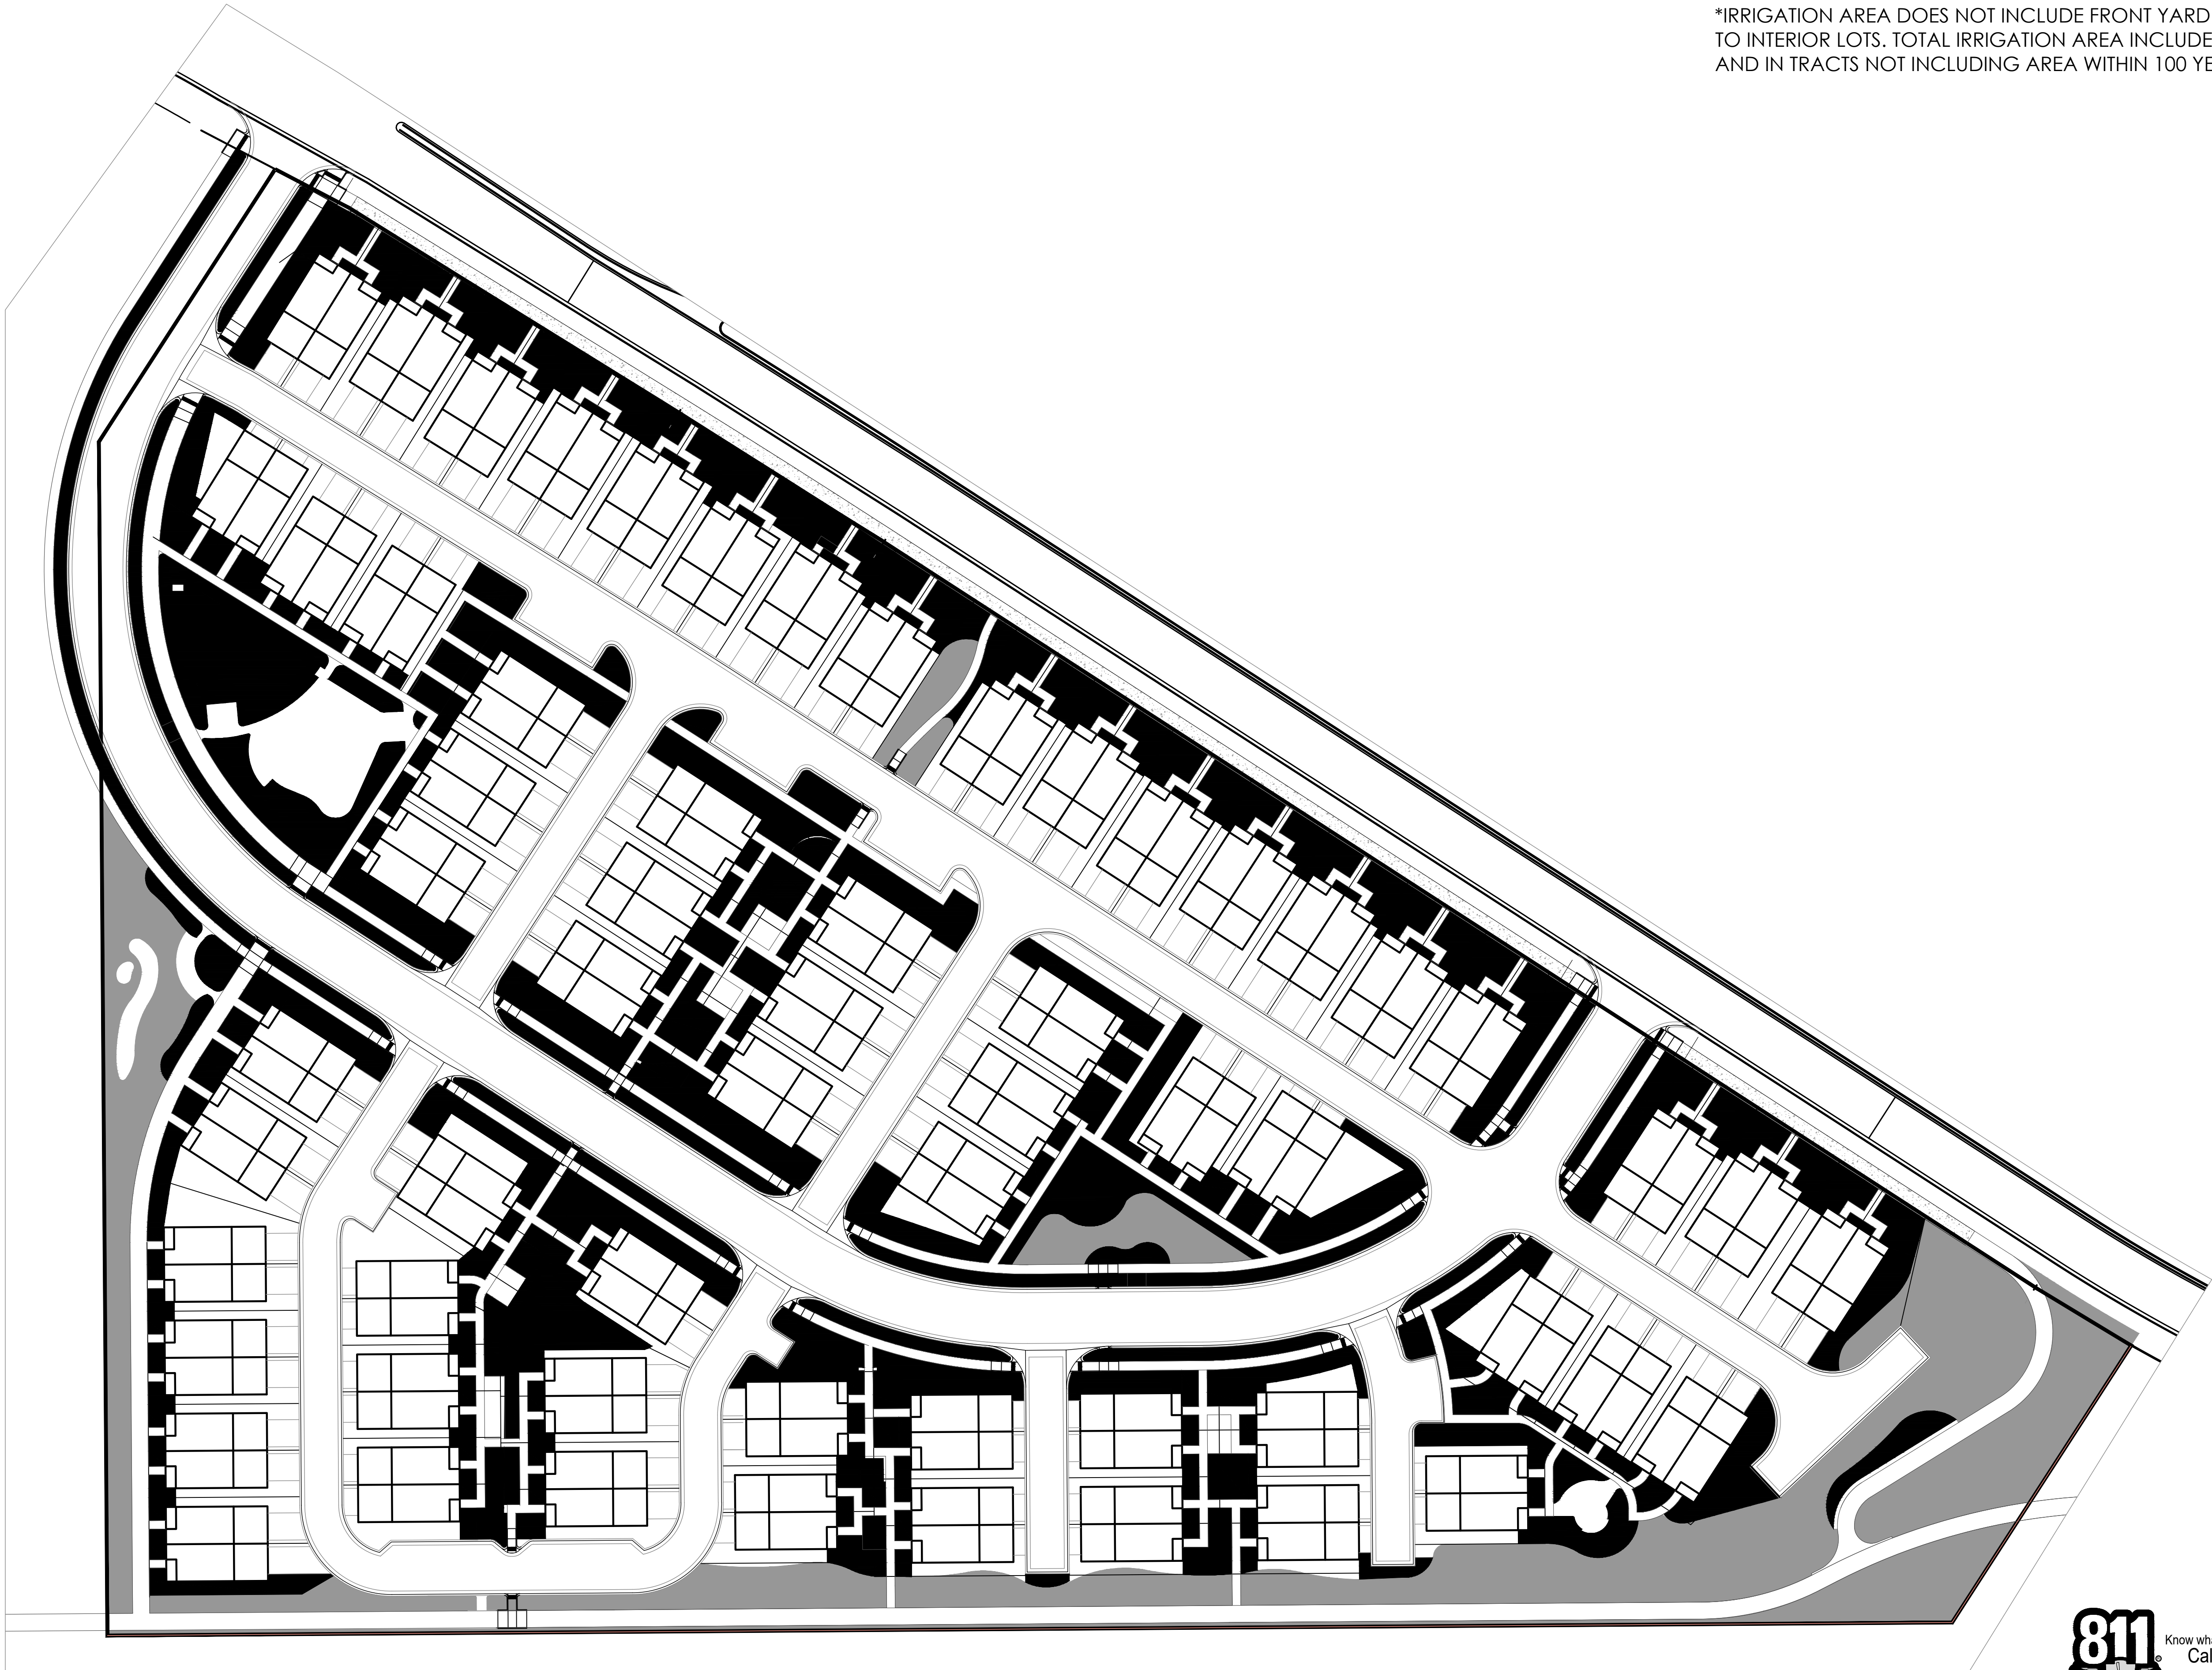 *IRRIGATION AREA DOES NOT INCLUDE FRONT YARD
TO INTERIOR LOTS. TOTAL IRRIGATION AREA INCLUDE
AND IN TRACTS NOT INCLUDING AREA WITHIN 100 YE
811
Know wh
Cal